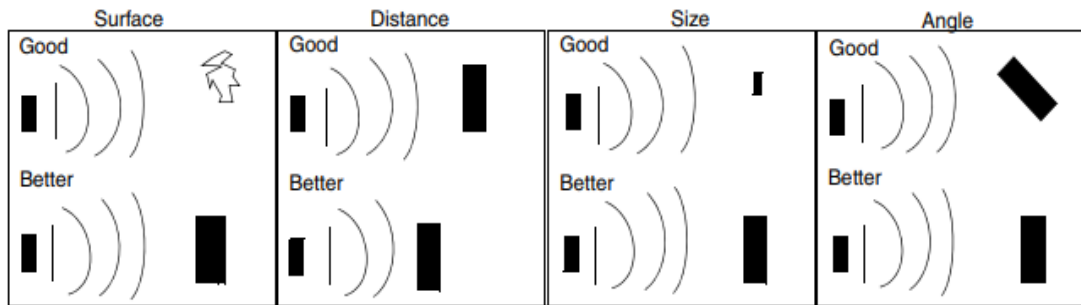 Surface
Distance
Size
Angle
Good
Good
Good
Good
Better
Better
Better
Better